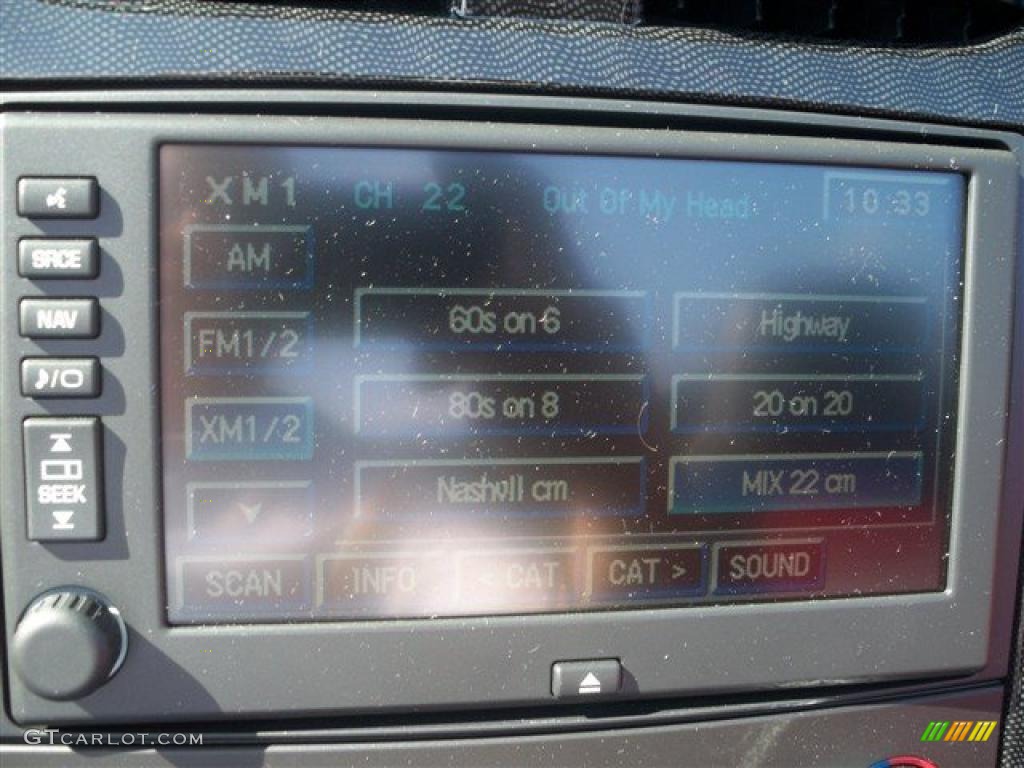 XM1 CH 22 Out Of My Head 10:33
AM
SRCE
60s on 6 Highway
NAV
FM1/2
80s on 8 20 on 20
XM1/2
SEEK
Nashvll cm MIX 22 cm
SCAN INFO < CAT CAT > SOUND
GTCARLOT.COM